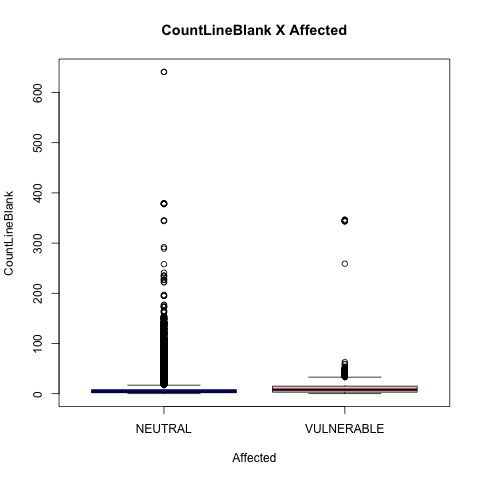 CountLineBlank X Affected
CountLineBlank
600
500
400
300
200
100
0
NEUTRAL
VULNERABLE
Affected